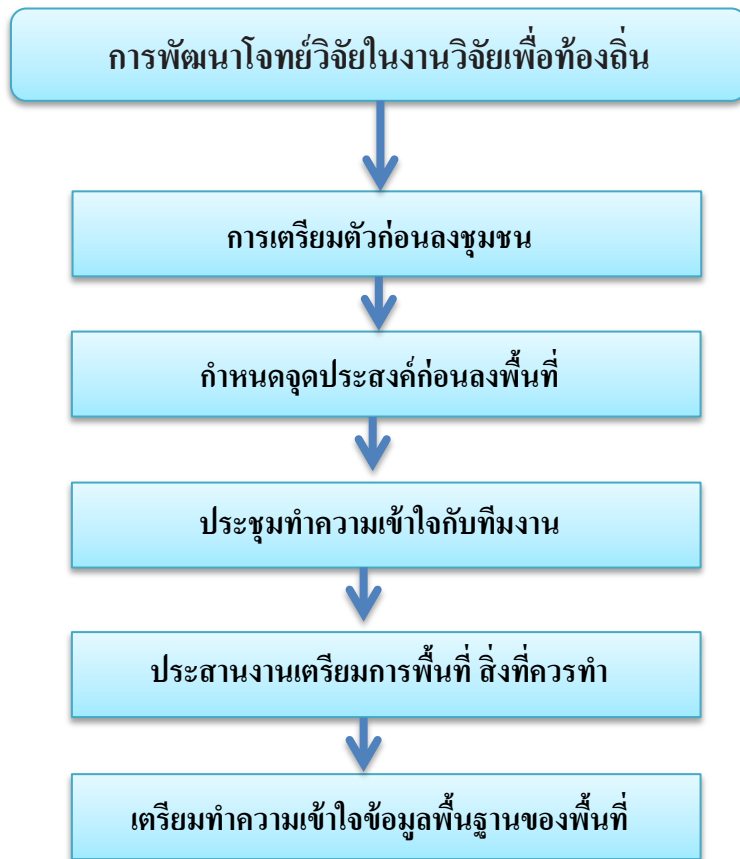 การพัฒนาโจทย์วิจัยในงานวิจัยเพื่อท้องถิ่น
การเตรียมตัวก่อนลงชุมชน
กำหนดจุดประสงค์ก่อนลงพื้นที่
ประชุมทำความเข้าใจกับทีมงาน
ประสานงานเตรียมการพื้นที่ สิ่งที่ควรทำ
เตรียมทำความเข้าใจข้อมูลพื้นฐานของพื้นที่